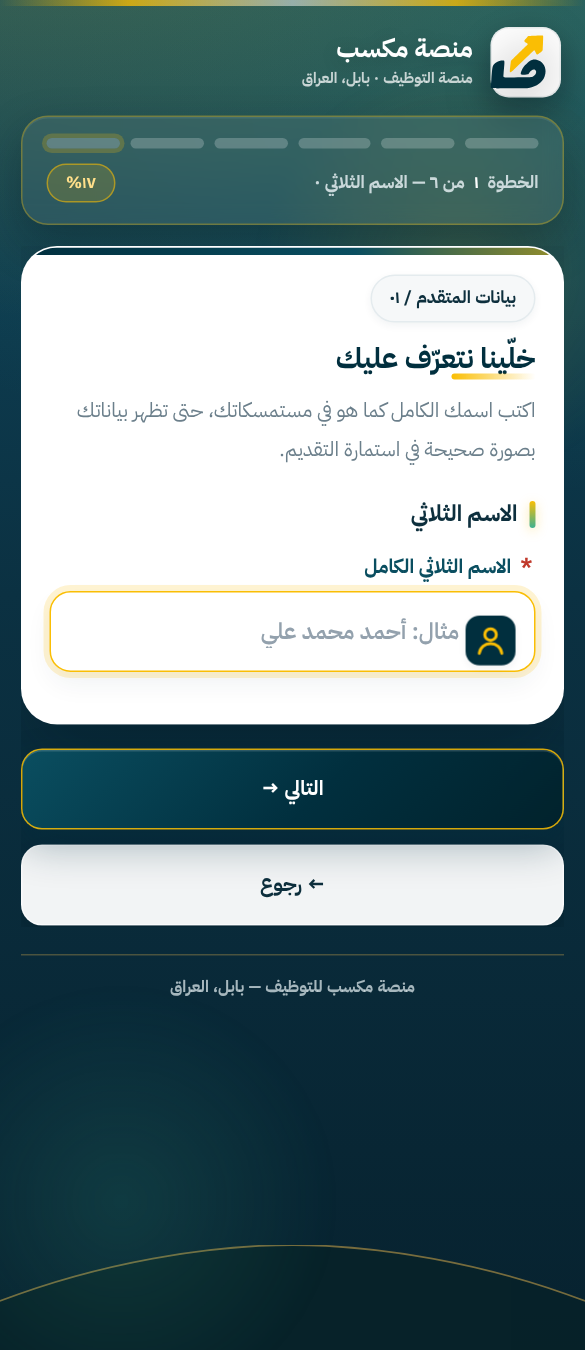 منصة مكسب
منصة التوظيف · بابل، العراق
الخطوة ١ من ٦ — الاسم الثلاثي ·
%١٧
بيانات المتقدم / ٠١
خلّينا نتعرّف عليك
اكتب اسمك الكامل كما هو في مستمسكاتك، حتى تظهر بياناتك
بصورة صحيحة في استمارة التقديم.
الاسم الثلاثي
* الاسم الثلاثي الكامل
مثال: أحمد محمد علي
التالي →
← رجوع
منصة مكسب للتوظيف — بابل، العراق